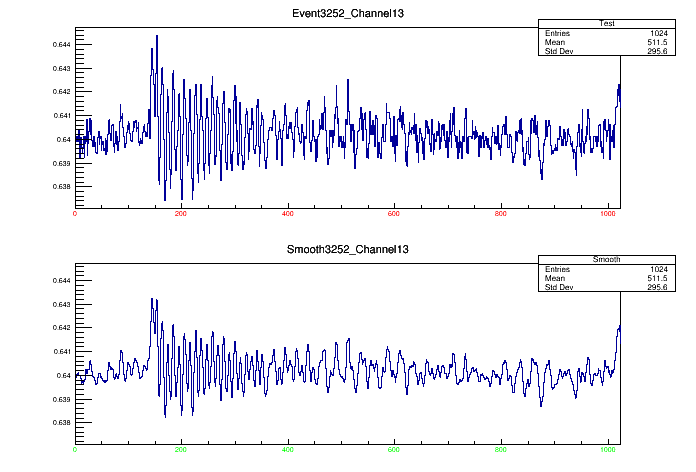 Event3252_Channel13
Test
Entries 1024
Mean 511.5
Std Dev 295.6
0.644
0.643
0.642
0.641
0.64
0.639
0.638
0 200 400 600 800 1000
Smooth3252_Channel13
Smooth
Entries 1024
Mean 511.5
Std Dev 295.6
0.644
0.643
0.642
0.641
0.64
0.639
0.638
0 200 400 600 800 1000